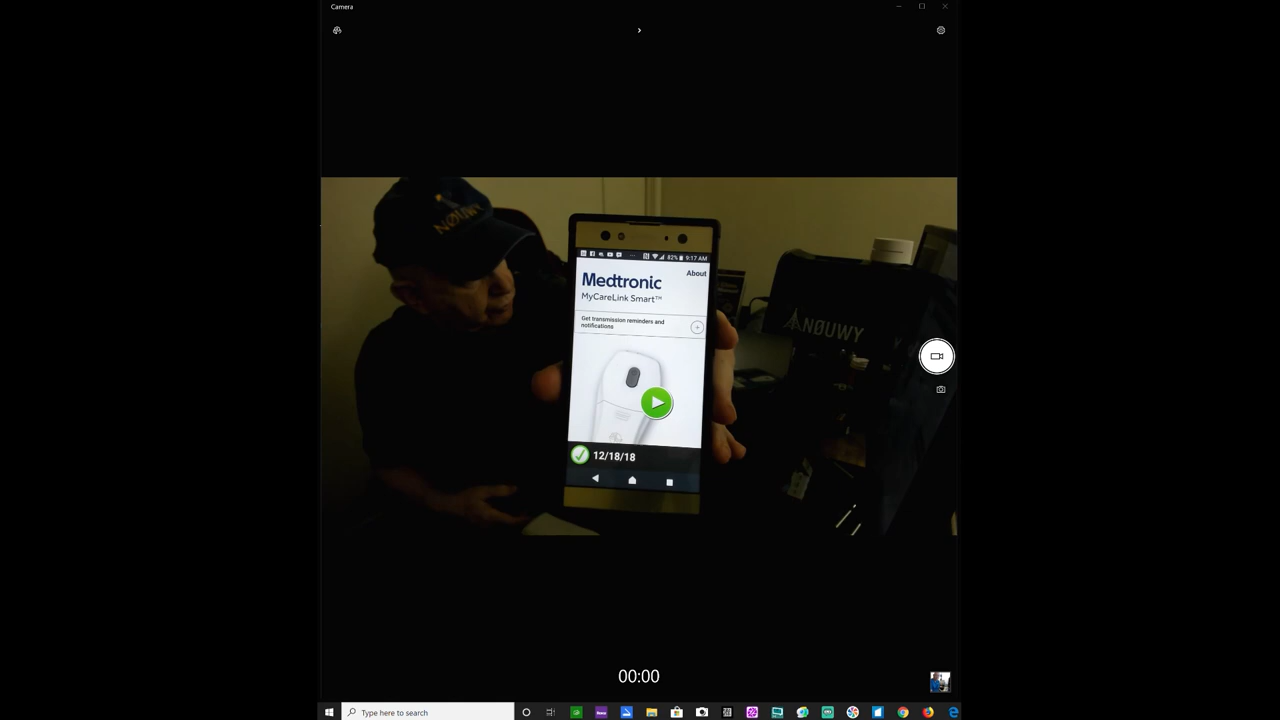 Camera
NØUWY
82% 9:17 AM
About
Medtronic
MyCareLink Smart™
Get transmission reminders and
notifications
NØUWY
12/18/18
00:00
Type here to search